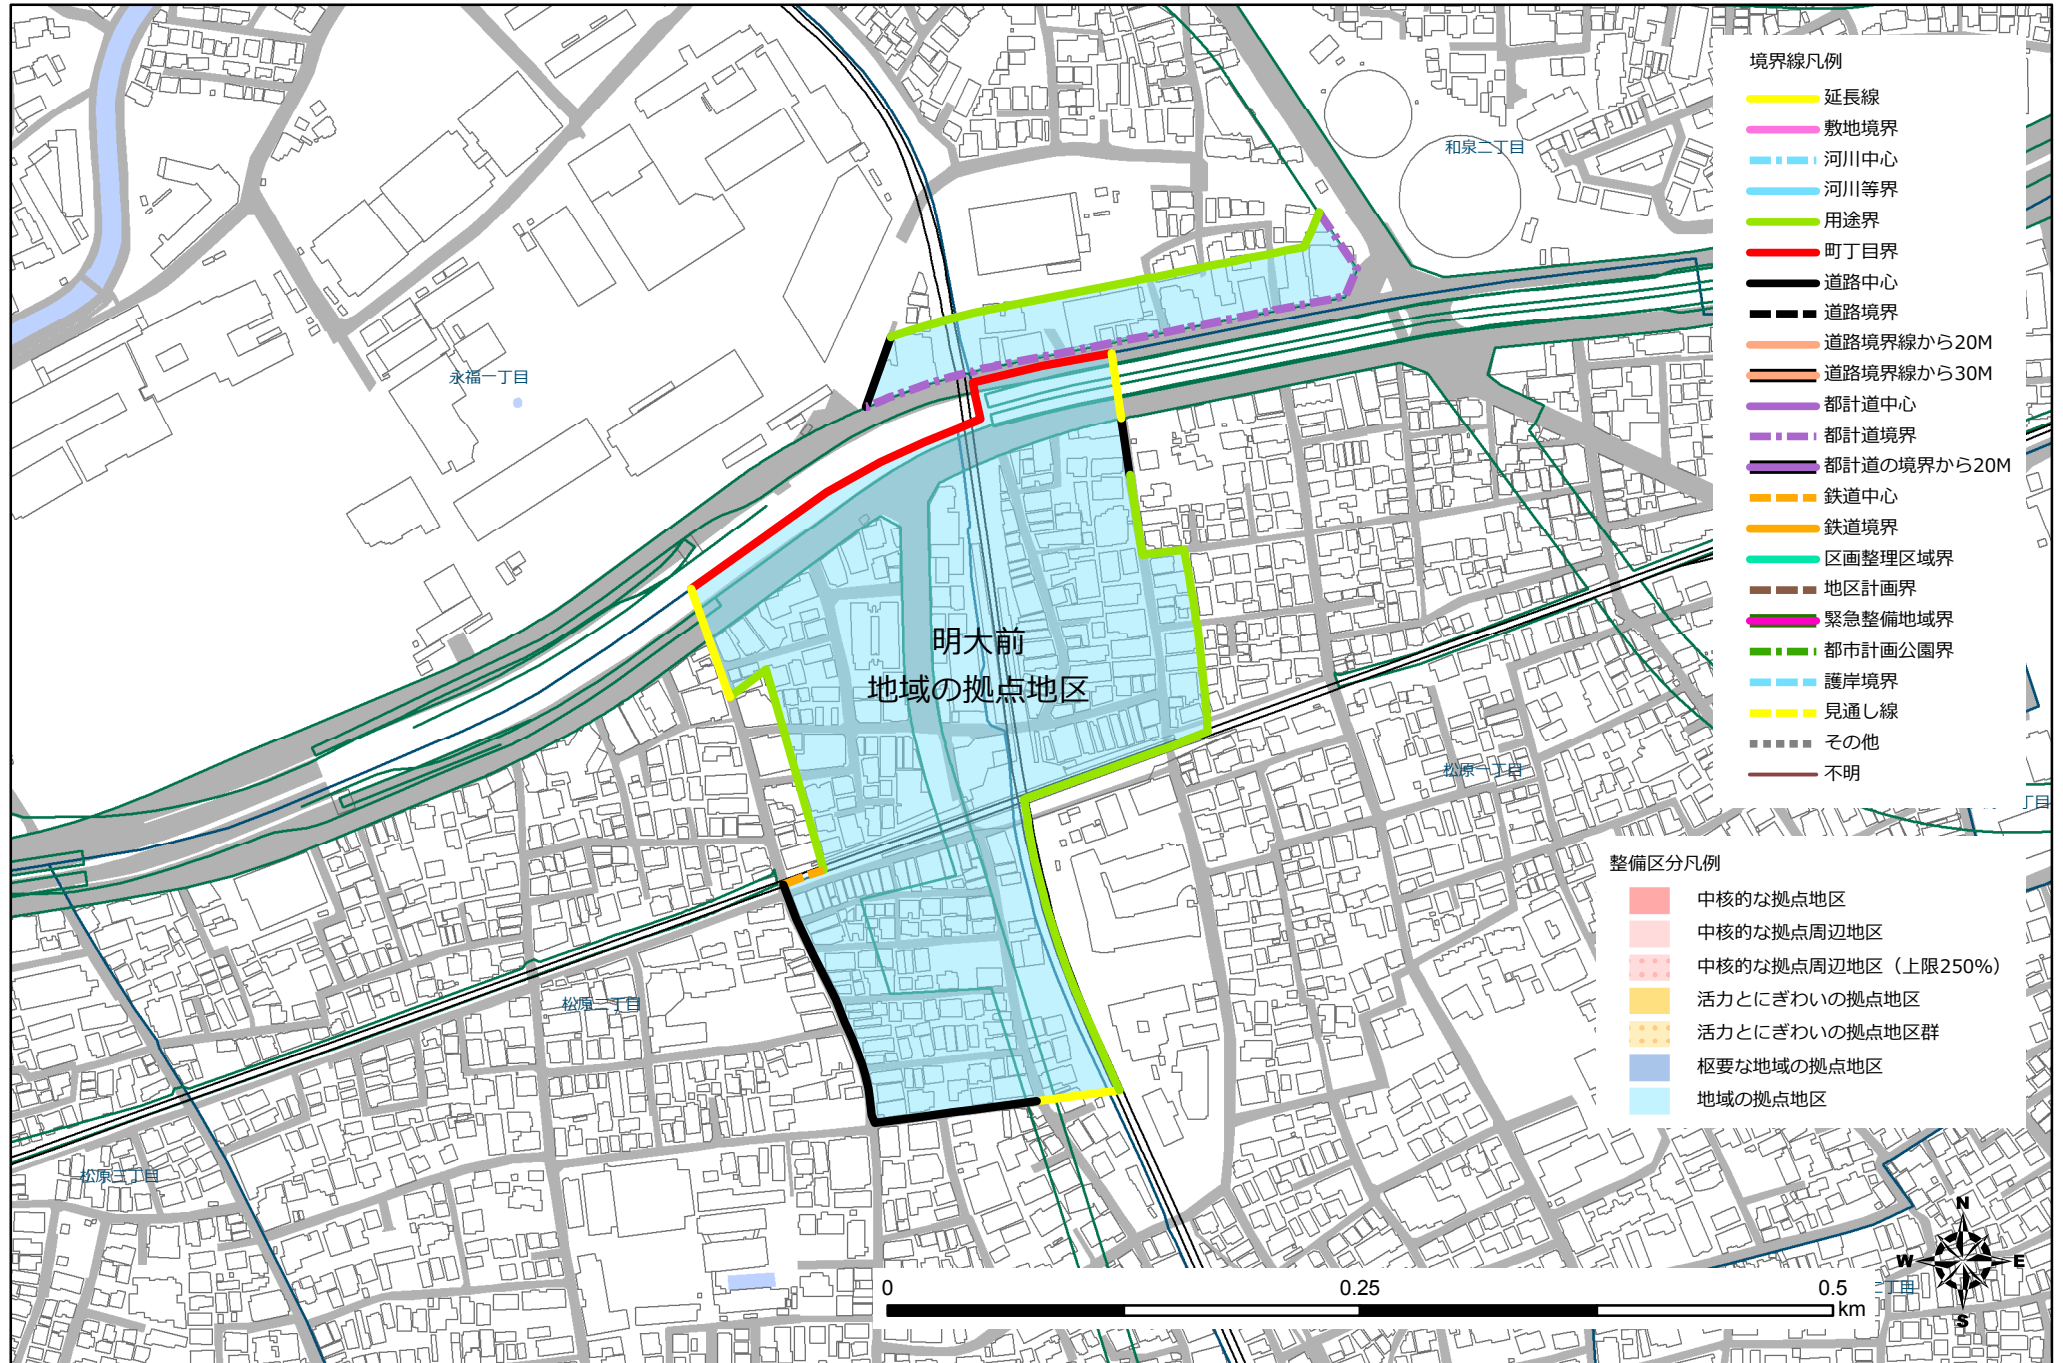 境界線凡例
延長線
敷地境界
河川中心
河川等界
用途界
町丁目界
道路中心
道路境界
道路境界線から20M
道路境界線から30M
都計道中心
都計道境界
都計道の境界から20M
鉄道中心
鉄道境界
区画整理区域界
地区計画界
緊急整備地域界
都市計画公園界
護岸境界
見通し線
その他
不明
和泉二丁目
永福一丁目
明大前
地域の拠点地区
松原一丁目
丁目
整備区分凡例
中核的な拠点地区
中核的な拠点周辺地区
中核的な拠点周辺地区（上限250%）
活力とにぎわいの拠点地区
活力とにぎわいの拠点地区群
枢要な地域の拠点地区
地域の拠点地区
松原二丁目
松原三丁目
N
W
E
S
二丁目
0
0.25
0.5
km